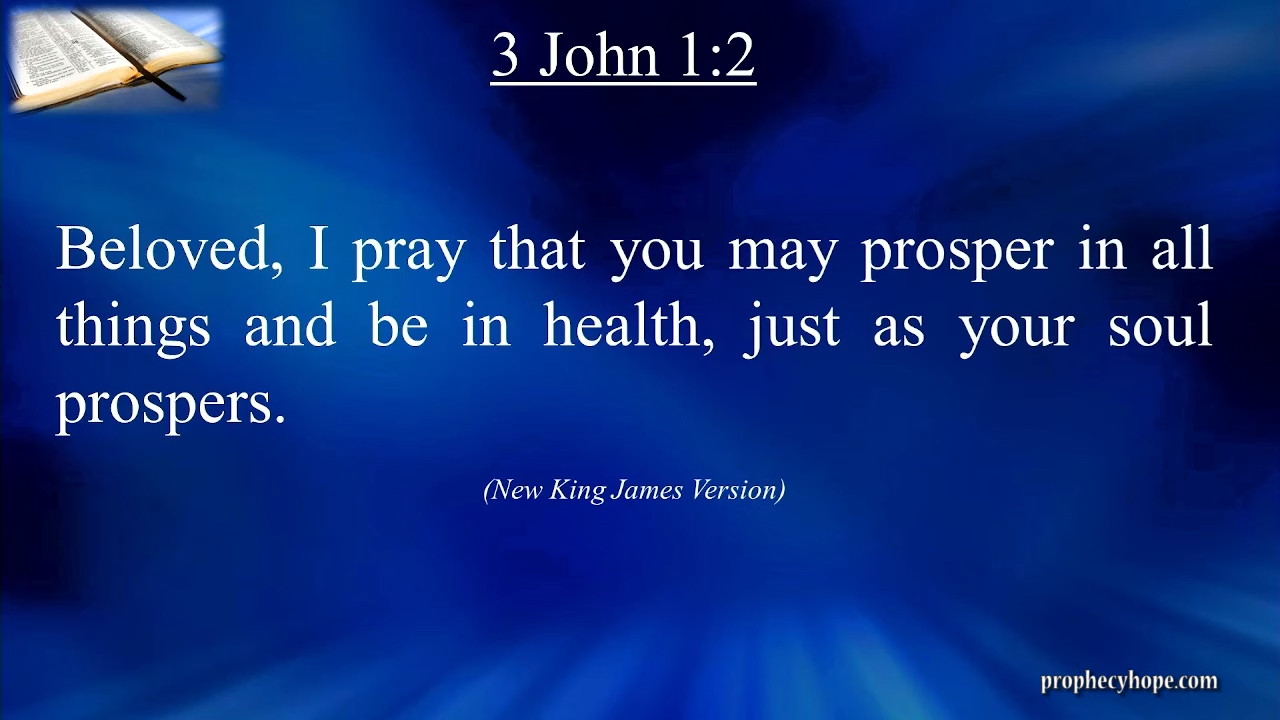 3 John 1:2
Beloved, I pray that you may prosper in all
things and be in health, just as your soul
prospers.
(New King James Version)
prophecyhope.com